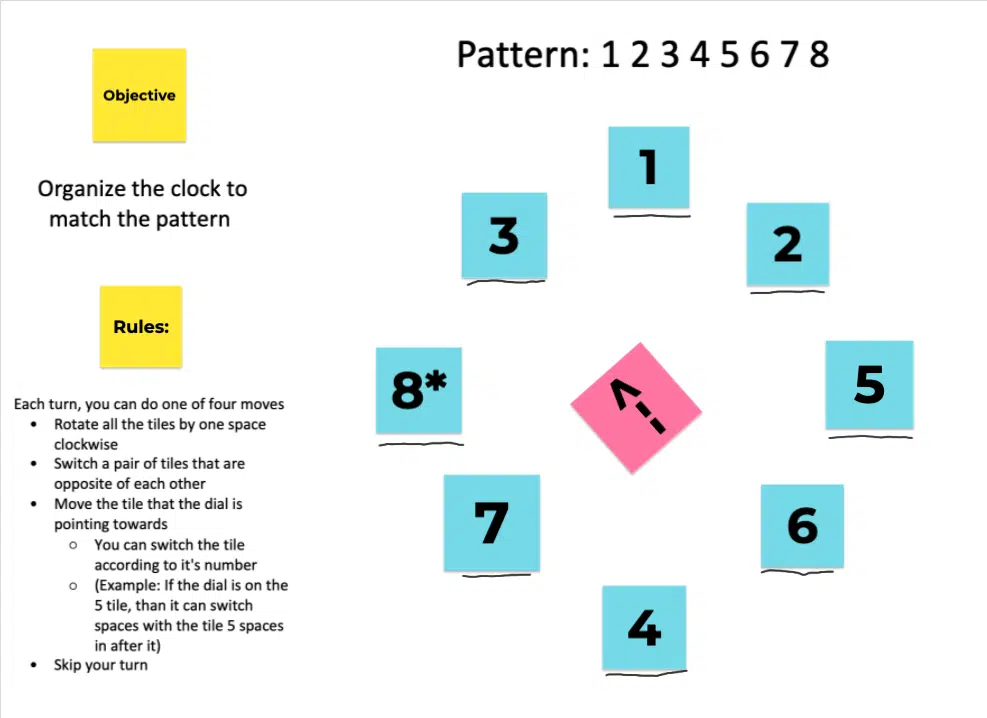 Pattern: 1 2 3 4 5 6 7 8
Objective
Organize the clock to
match the pattern
Rules:
Each turn, you can do one of four moves
• Rotate all the tiles by one space
clockwise
• Switch a pair of tiles that are
opposite of each other
• Move the tile that the dial is
pointing towards
o You can switch the tile
according to it's number
o (Example: If the dial is on the
5 tile, than it can switch
spaces with the tile 5 spaces
in after it)
• Skip your turn
1
3
2
8*
5
7
6
4